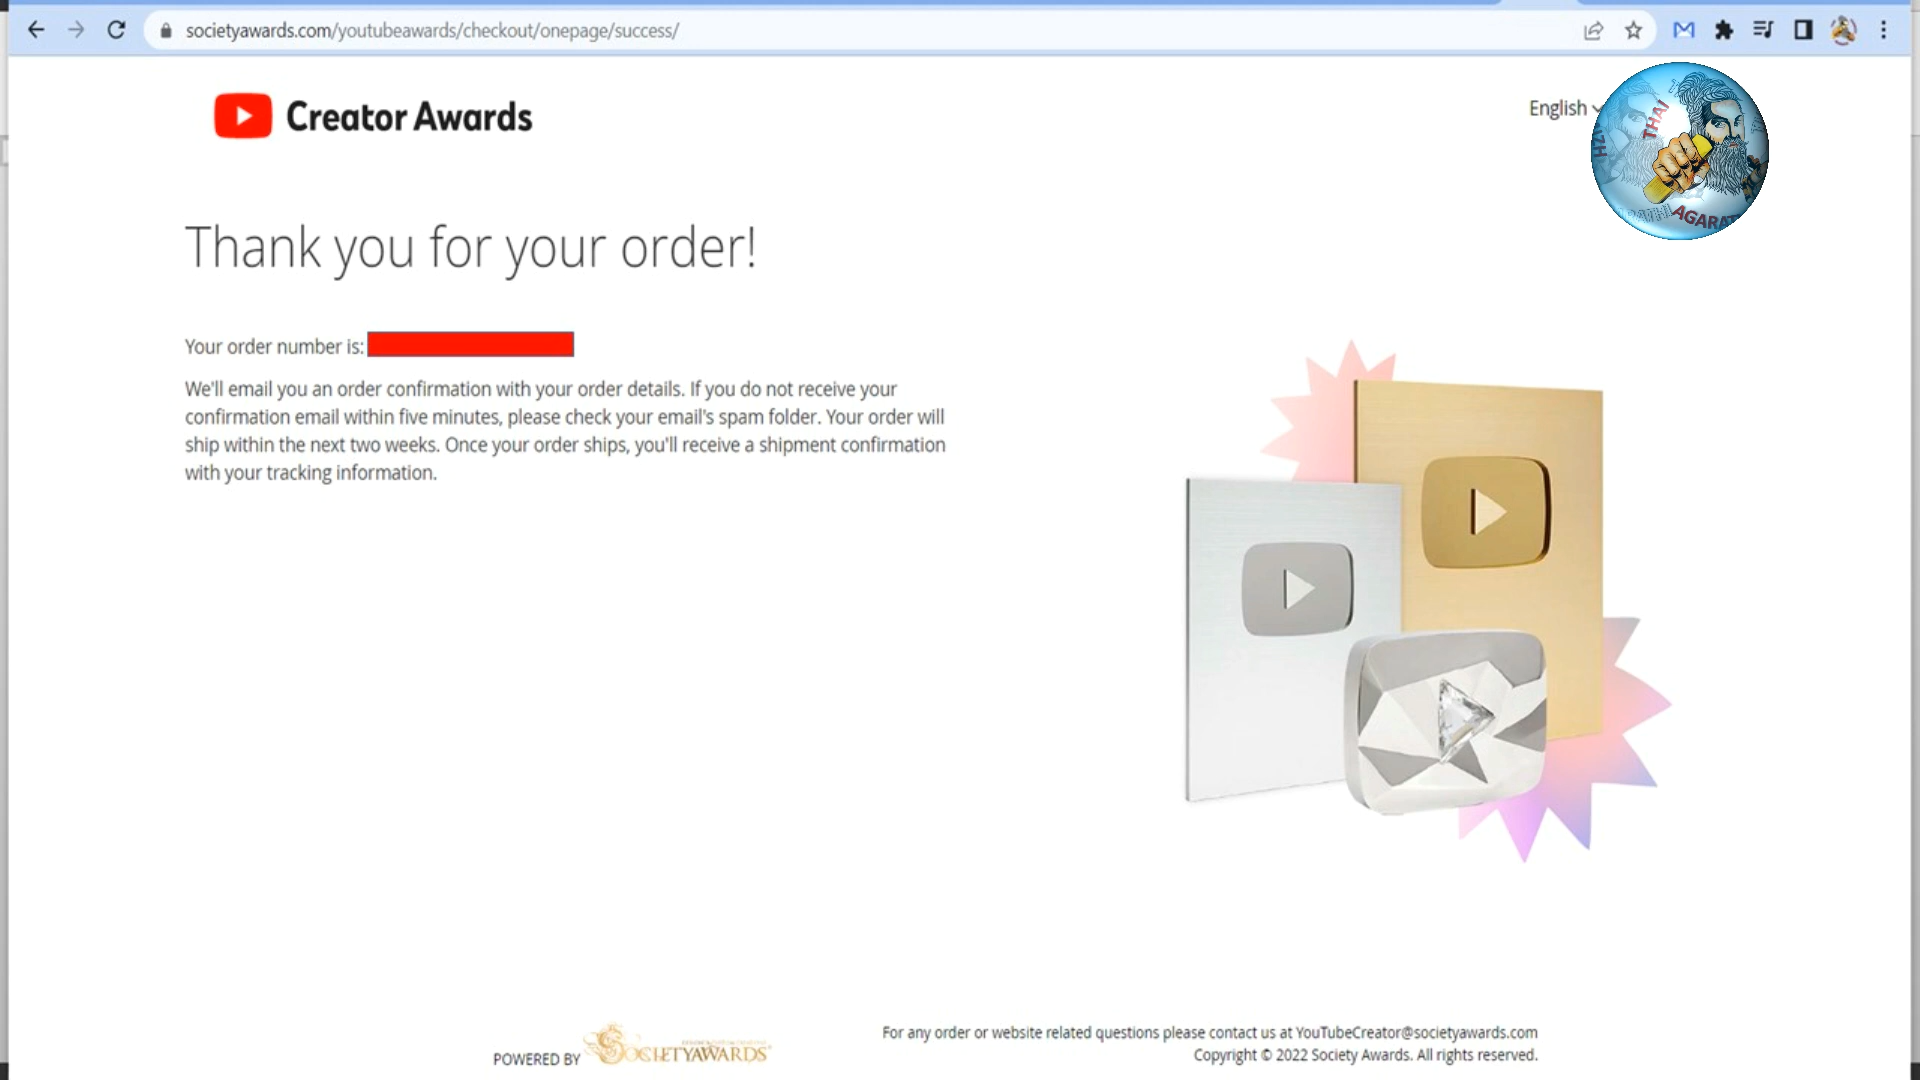 societyawards.com/youtubeawards/checkout/onepage/success/
Creator Awards
English
THAI
AGARA
Thank you for your order!
Your order number is:
We'll email you an order confirmation with your order details. If you do not receive your
confirmation email within five minutes, please check your email's spam folder. Your order will
ship within the next two weeks. Once your order ships, you'll receive a shipment confirmation
with your tracking information.
POWERED BY SOCIETYAWARDS
For any order or website related questions please contact us at YouTubeCreator@societyawards.com
Copyright © 2022 Society Awards. All rights reserved.